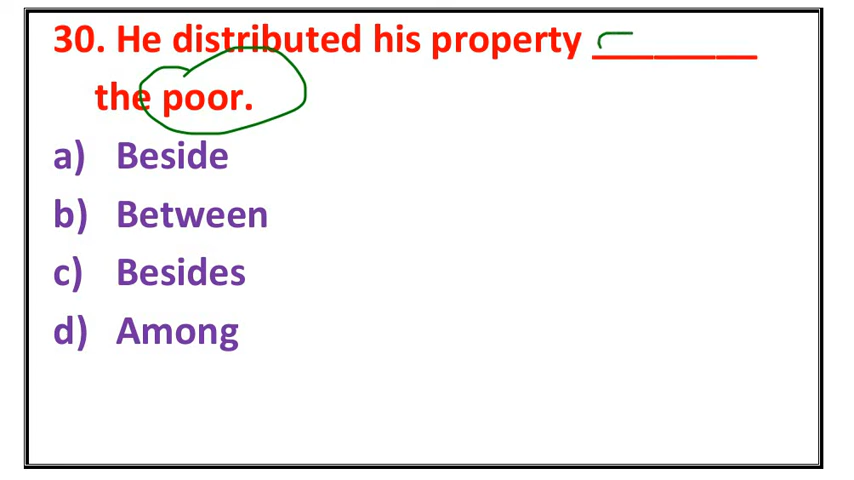 30. He distributed his property ________
the poor.
a) Beside
b) Between
c) Besides
d) Among